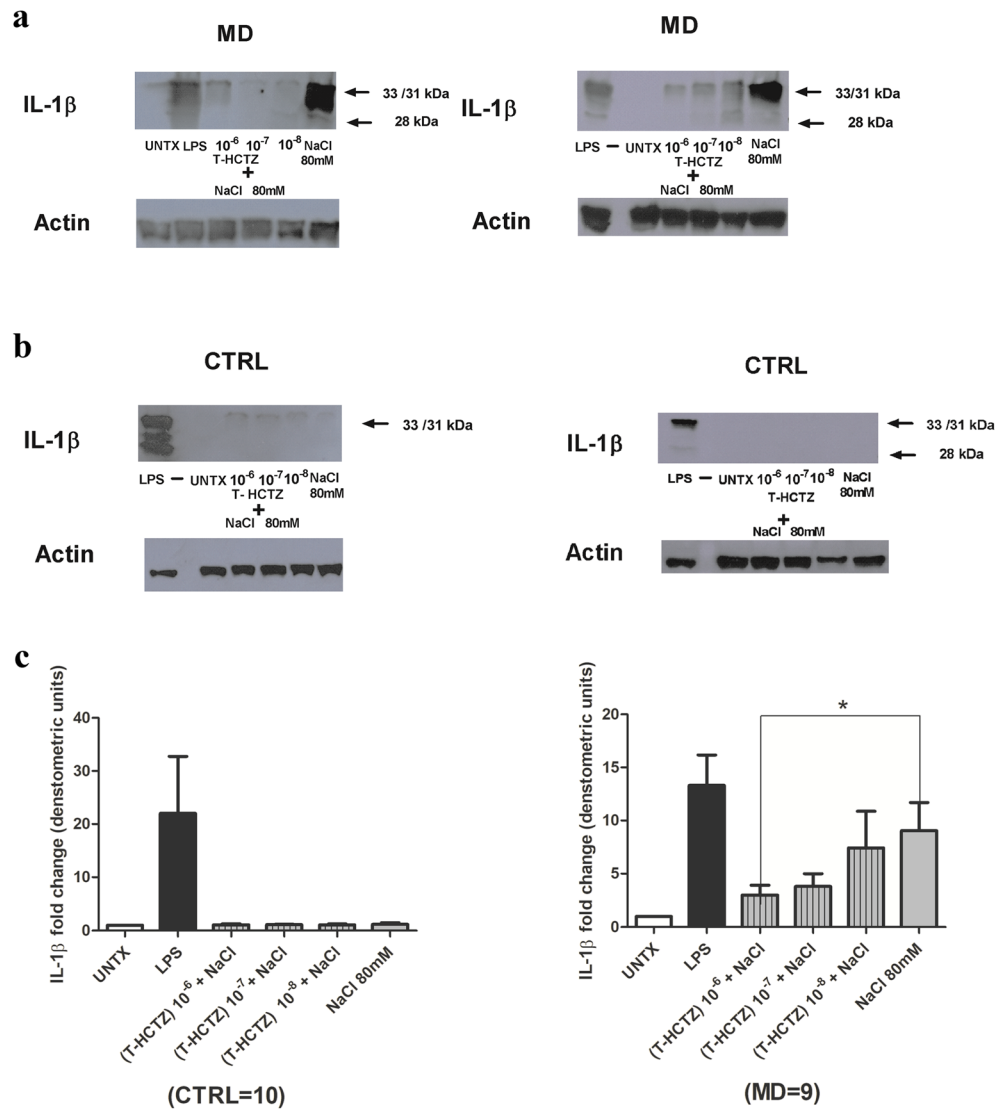 a
MD
IL-1β
33 /31 kDa
28 kDa
UNTX LPS 10-6 10-7 10-8 NaCl
T-HCTZ 80mM
+
NaCl 80mM
Actin
MD
IL-1β
33/31 kDa
28 kDa
LPS – UNTX 10-6 10-7 10-8 NaCl
T-HCTZ 80mM
+
NaCl 80mM
Actin
b
CTRL
IL-1β
33 /31 kDa
LPS – UNTX 10-6 10-7 10-8 NaCl
T- HCTZ 80mM
+
NaCl 80mM
Actin
CTRL
IL-1β
33 /31 kDa
28 kDa
LPS – UNTX 10-6 10-7 10-8 NaCl
T-HCTZ 80mM
+
NaCl 80mM
Actin
c
IL-1β fold change (denstometric units)
40
30
20
10
0
UNTX
LPS
(T-HCTZ) 10-6 + NaCl
(T-HCTZ) 10-7 + NaCl
(T-HCTZ) 10-8 + NaCl
NaCl 80mM
(CTRL=10)
IL-1β fold change (denstometric units)
20
15
10
5
0
*
UNTX
LPS
(T-HCTZ) 10-6 + NaCl
(T-HCTZ) 10-7 + NaCl
(T-HCTZ) 10-8 + NaCl
NaCl 80mM
(MD=9)